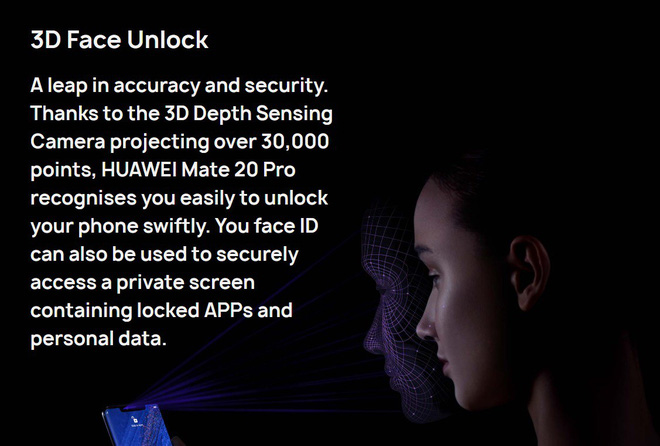 3D Face Unlock
A leap in accuracy and security.
Thanks to the 3D Depth Sensing
Camera projecting over 30,000
points, HUAWEI Mate 20 Pro
recognises you easily to unlock
your phone swiftly. You face ID
can also be used to securely
access a private screen
containing locked APPs and
personal data.